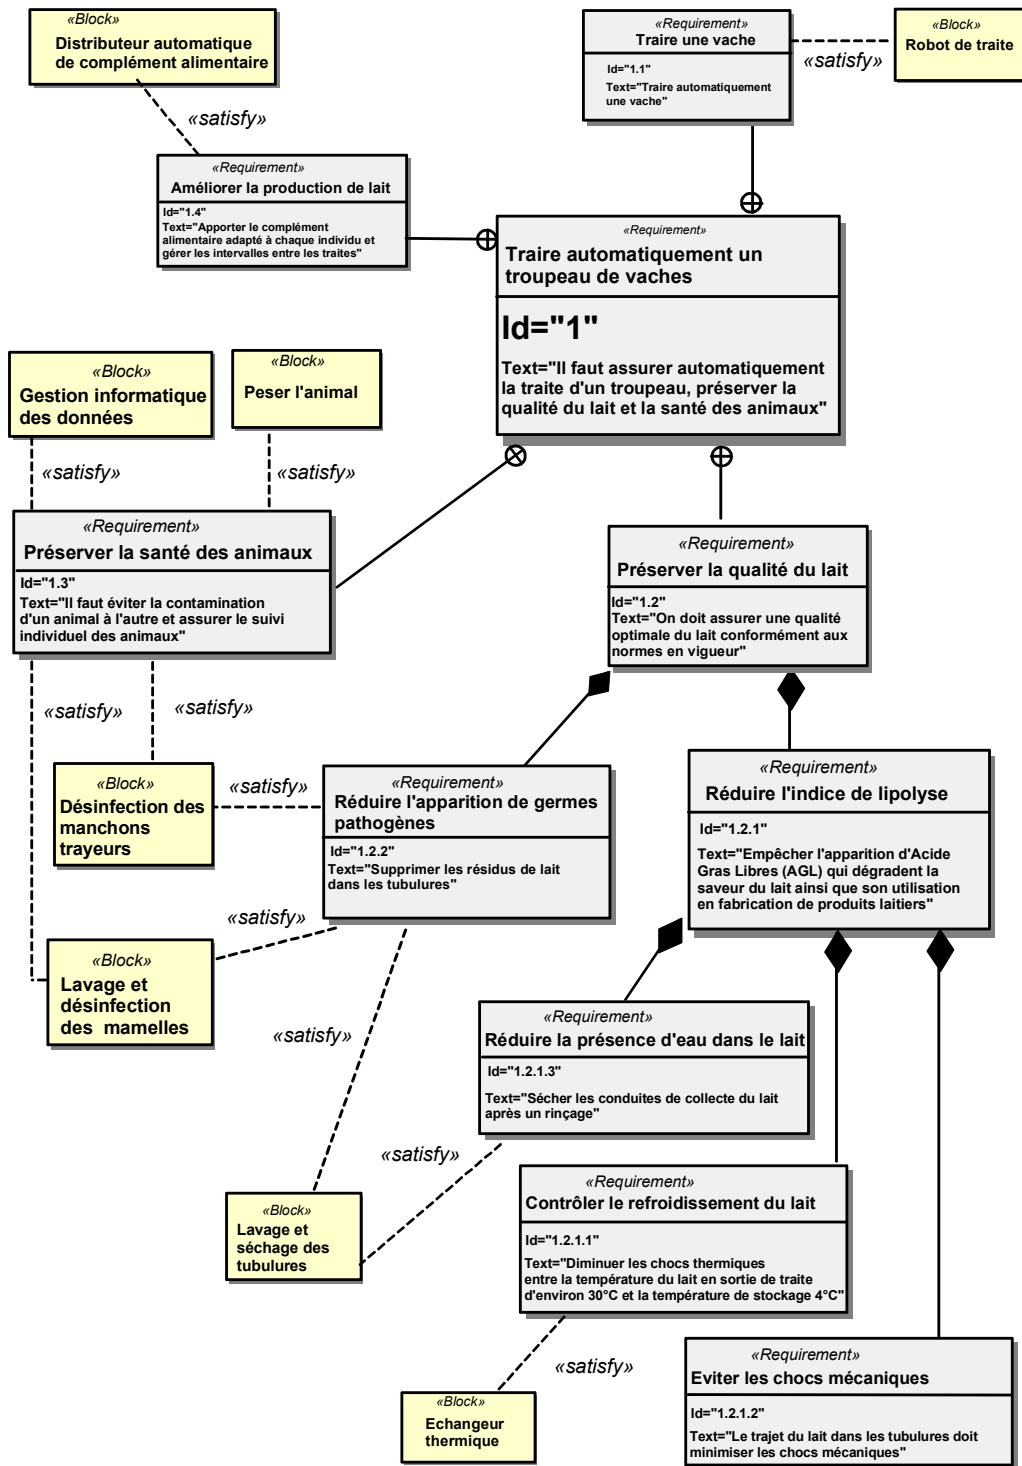 «Block»
Distributeur automatique
de complément alimentaire
«satisfy»
«Requirement»
Traire une vache
Id="1.1"
Text="Traire automatiquement
une vache"
«satisfy»
«Block»
Robot de traite
«Requirement»
Améliorer la production de lait
Id="1.4"
Text="Apporter le complément
alimentaire adapté à chaque individu et
gérer les intervalles entre les traites"
«Requirement»
Traire automatiquement un
troupeau de vaches
Id="1"
Text="Il faut assurer automatiquement
la traite d'un troupeau, préserver la
qualité du lait et la santé des animaux"
«Block»
Gestion informatique
des données
«Block»
Peser l'animal
«satisfy»
«satisfy»
«Requirement»
Préserver la santé des animaux
Id="1.3"
Text="Il faut éviter la contamination
d'un animal à l'autre et assurer le suivi
individuel des animaux"
«Requirement»
Préserver la qualité du lait
Id="1.2"
Text="On doit assurer une qualité
optimale du lait conformément aux
normes en vigueur"
«satisfy»
«satisfy»
«Block»
Désinfection des
manchons
trayeurs
«satisfy»
«Requirement»
Réduire l'apparition de germes
pathogènes
Id="1.2.2"
Text="Supprimer les résidus de lait
dans les tubulures"
«Requirement»
Réduire l'indice de lipolyse
Id="1.2.1"
Text="Empêcher l'apparition d'Acide
Gras Libres (AGL) qui dégradent la
saveur du lait ainsi que son utilisation
en fabrication de produits laitiers"
«satisfy»
«Block»
Lavage et
désinfection
des mamelles
«satisfy»
«Requirement»
Réduire la présence d'eau dans le lait
Id="1.2.1.3"
Text="Sécher les conduites de collecte du lait
après un rinçage"
«satisfy»
«Block»
Lavage et
séchage des
tubulures
«Requirement»
Contrôler le refroidissement du lait
Id="1.2.1.1"
Text="Diminuer les chocs thermiques
entre la température du lait en sortie de traite
d'environ 30°C et la température de stockage 4°C"
«satisfy»
«Block»
Echangeur
thermique
«Requirement»
Eviter les chocs mécaniques
Id="1.2.1.2"
Text="Le trajet du lait dans les tubulures doit
minimiser les chocs mécaniques"